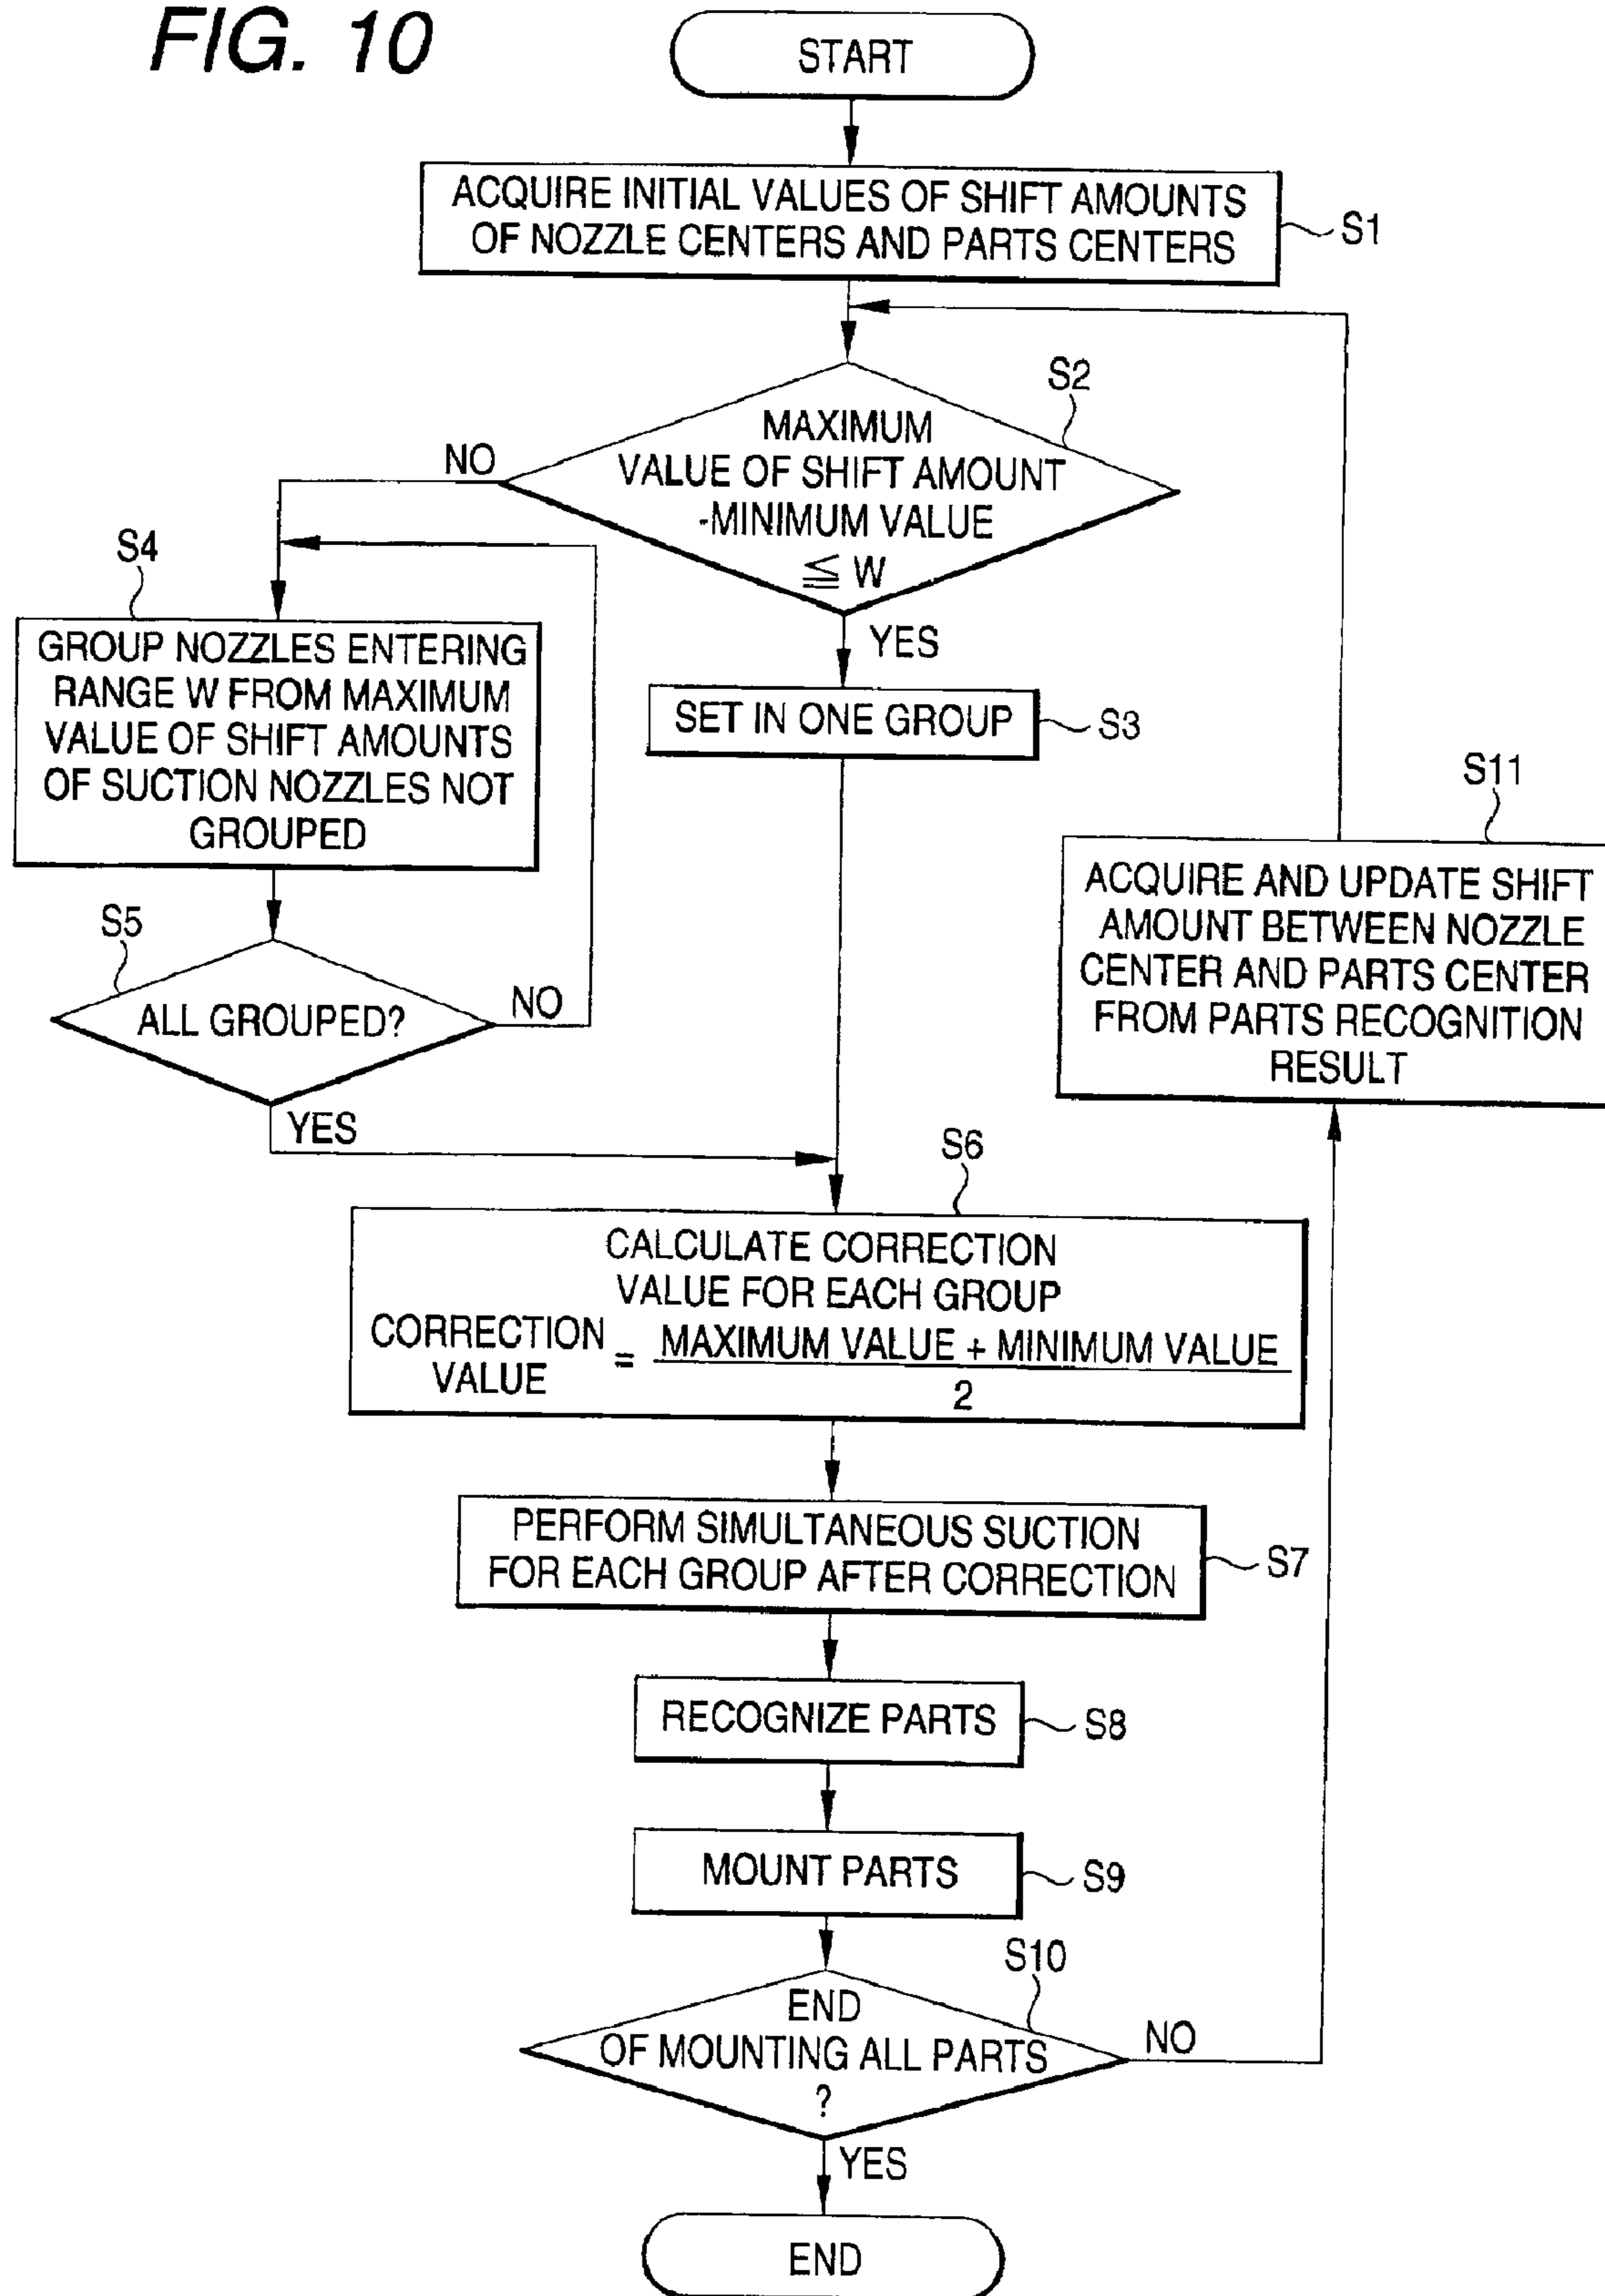 FIG. 10
START
ACQUIRE INITIAL VALUES OF SHIFT AMOUNTS
OF NOZZLE CENTERS AND PARTS CENTERS
S1
S2
MAXIMUM
VALUE OF SHIFT AMOUNT
-MINIMUM VALUE
≦ W
NO
YES
S4
GROUP NOZZLES ENTERING
RANGE W FROM MAXIMUM
VALUE OF SHIFT AMOUNTS
OF SUCTION NOZZLES NOT
GROUPED
SET IN ONE GROUP
S3
S11
ACQUIRE AND UPDATE SHIFT
AMOUNT BETWEEN NOZZLE
CENTER AND PARTS CENTER
FROM PARTS RECOGNITION
RESULT
S5
ALL GROUPED?
NO
YES
S6
CALCULATE CORRECTION
VALUE FOR EACH GROUP
CORRECTION
VALUE
=
MAXIMUM VALUE + MINIMUM VALUE
2
PERFORM SIMULTANEOUS SUCTION
FOR EACH GROUP AFTER CORRECTION
S7
RECOGNIZE PARTS
S8
MOUNT PARTS
S9
S10
END
OF MOUNTING ALL PARTS
?
NO
YES
END